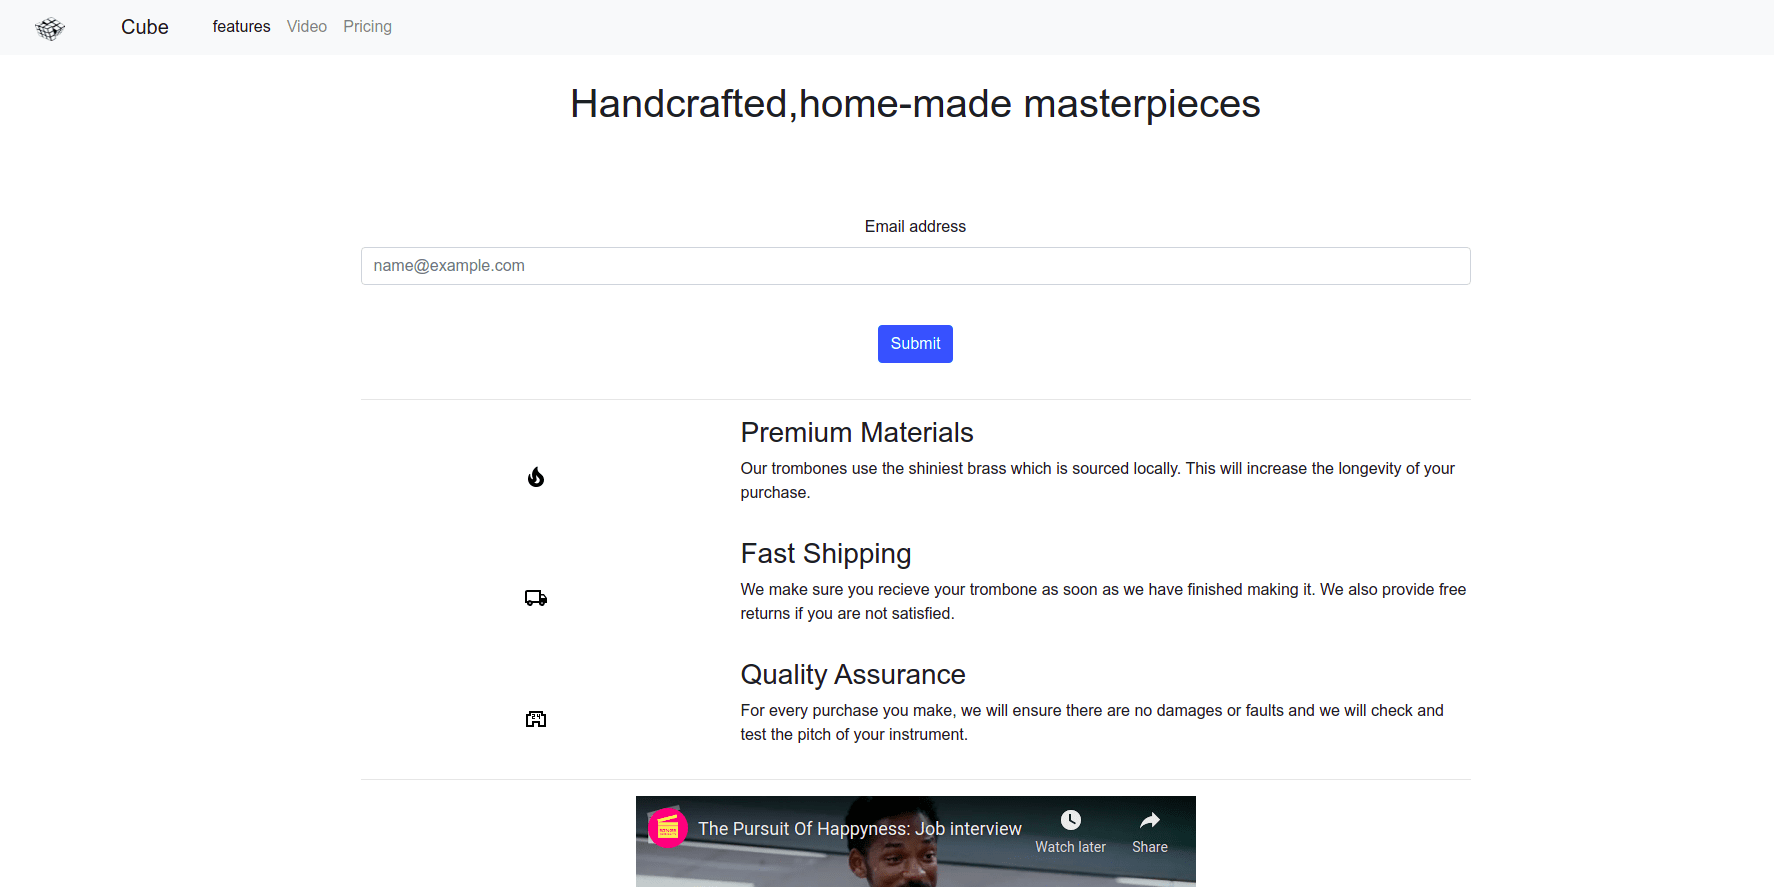 Cube features Video Pricing
Handcrafted,home-made masterpieces
Email address
name@example.com
Submit
Premium Materials
Our trombones use the shiniest brass which is sourced locally. This will increase the longevity of your
purchase.
Fast Shipping
We make sure you recieve your trombone as soon as we have finished making it. We also provide free
returns if you are not satisfied.
24
Quality Assurance
For every purchase you make, we will ensure there are no damages or faults and we will check and
test the pitch of your instrument.
The Pursuit Of Happyness: Job interview
Watch later
Share